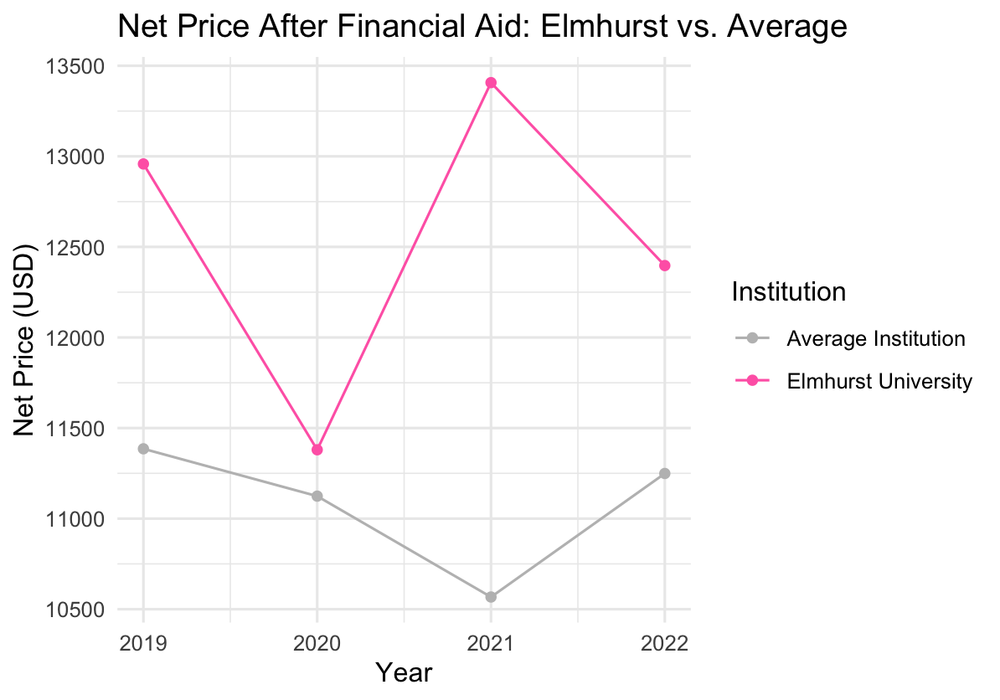 Net Price After Financial Aid: Elmhurst vs. Average
13500
13000
12500
12000
11500
11000
10500
Net Price (USD)
2019 2020 2021 2022
Year
Institution
Average Institution
Elmhurst University